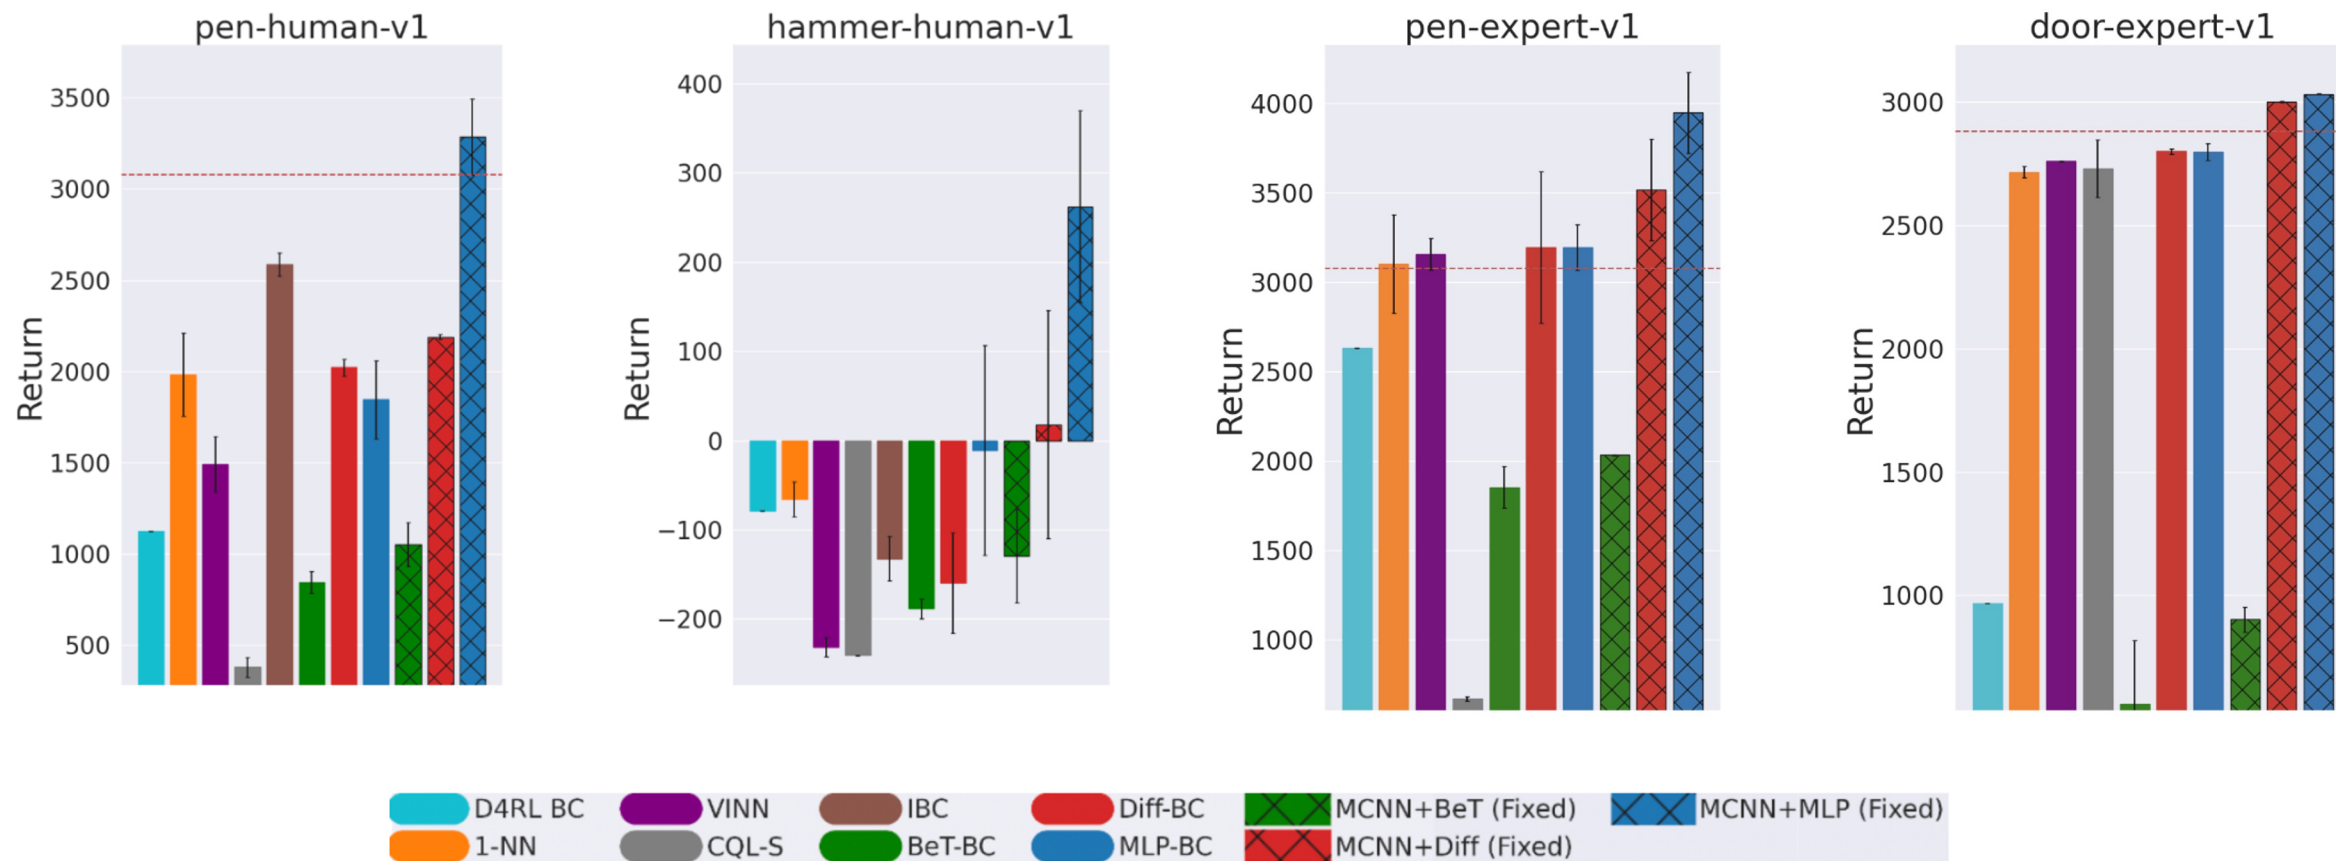 pen-human-v1
3500
3000
2500
2000
1500
1000
500
Return
hammer-human-v1
400
300
200
100
0
−100
−200
Return
pen-expert-v1
4000
3500
3000
2500
2000
1500
1000
Return
door-expert-v1
3000
2500
2000
1500
1000
Return
D4RL BC VINN IBC Diff-BC MCNN+BeT (Fixed) MCNN+MLP (Fixed)
1-NN CQL-S BeT-BC MLP-BC MCNN+Diff (Fixed)